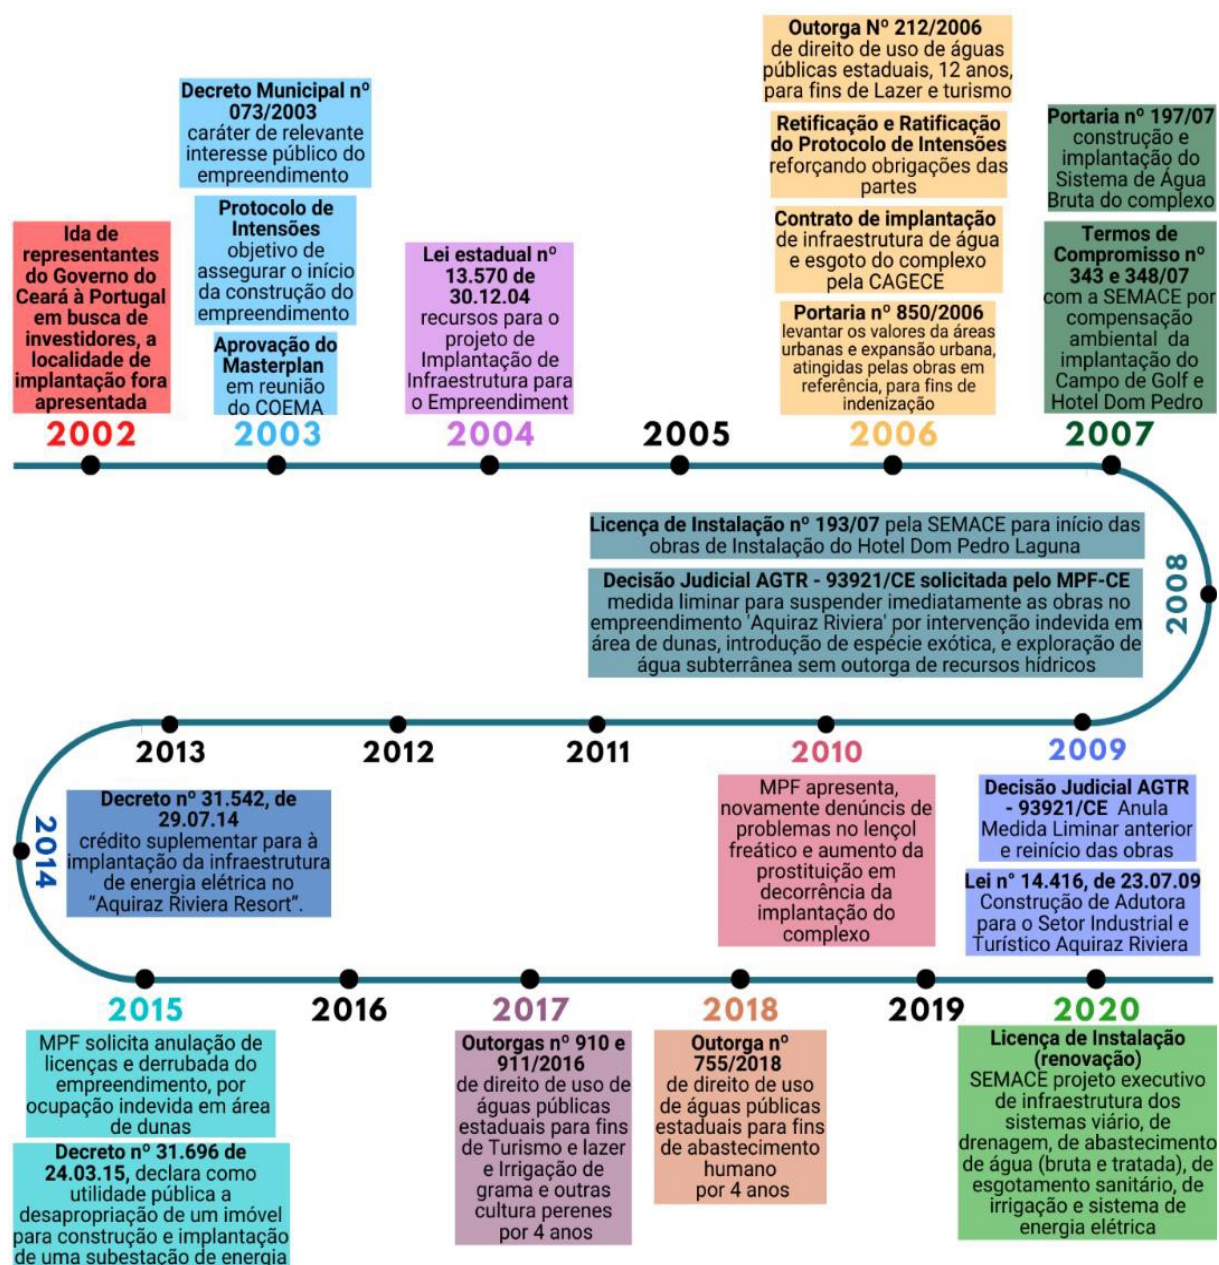 Ida de
representantes
do Governo do
Ceará à Portugal
em busca de
investidores, a
localidade de
implantação fora
apresentada
2002
Decreto Municipal nº
073/2003
caráter de relevante
interesse público do
empreendimento
Protocolo de
Intensões
objetivo de
assegurar o início
da construção do
empreendimento
Aprovação do
Masterplan
em reunião
do COEMA
2003
Lei estadual nº
13.570 de
30.12.04
recursos para o
projeto de
Implantação de
Infraestrutura para
o Empreendiment
2004
2005
Outorga Nº 212/2006
de direito de uso de águas
públicas estaduais, 12 anos,
para fins de Lazer e turismo
Retificação e Ratificação
do Protocolo de Intensões
reforçando obrigações das
partes
Contrato de implantação
de infraestrutura de água
e esgoto do complexo
pela CAGECE
Portaria nº 850/2006
levantar os valores da áreas
urbanas e expansão urbana,
atingidas pelas obras em
referência, para fins de
indenização
2006
Portaria nº 197/07
construção e
implantação do
Sistema de Água
Bruta do complexo
Termos de
Compromisso nº
343 e 348/07
com a SEMACE por
compensação
ambiental da
implantação do
Campo de Golf e
Hotel Dom Pedro
2007
Licença de Instalação nº 193/07 pela SEMACE para início das
obras de Instalação do Hotel Dom Pedro Laguna
Decisão Judicial AGTR - 93921/CE solicitada pelo MPF-CE
medida liminar para suspender imediatamente as obras no
empreendimento 'Aquiraz Riviera' por intervenção indevida em
área de dunas, introdução de espécie exótica, e exploração de
água subterrânea sem outorga de recursos hídricos
2008
2009
Decisão Judicial AGTR
- 93921/CE Anula
Medida Liminar anterior
e reinício das obras
Lei n° 14.416, de 23.07.09
Construção de Adutora
para o Setor Industrial e
Turístico Aquiraz Riviera
2010
MPF apresenta,
novamente denúncis de
problemas no lençol
freático e aumento da
prostituição em
decorrência da
implantação do
complexo
2011
2012
2013
2014
Decreto nº 31.542, de
29.07.14
crédito suplementar para à
implantação da infraestrutura
de energia elétrica no
“Aquiraz Riviera Resort”.
2015
MPF solicita anulação de
licenças e derrubada do
empreendimento, por
ocupação indevida em área
de dunas
Decreto nº 31.696 de
24.03.15, declara como
utilidade pública a
desapropriação de um imóvel
para construção e implantação
de uma subestação de energia
2016
2017
Outorgas nº 910 e
911/2016
de direito de uso de
águas públicas
estaduais para fins
de Turismo e lazer
e Irrigação de
grama e outras
cultura perenes
por 4 anos
2018
Outorga nº
755/2018
de direito de uso
de águas públicas
estaduais para fins
de abastecimento
humano
por 4 anos
2019
2020
Licença de Instalação
(renovação)
SEMACE projeto executivo
de infraestrutura dos
sistemas viário, de
drenagem, de abastecimento
de água (bruta e tratada), de
esgotamento sanitário, de
irrigação e sistema de
energia elétrica